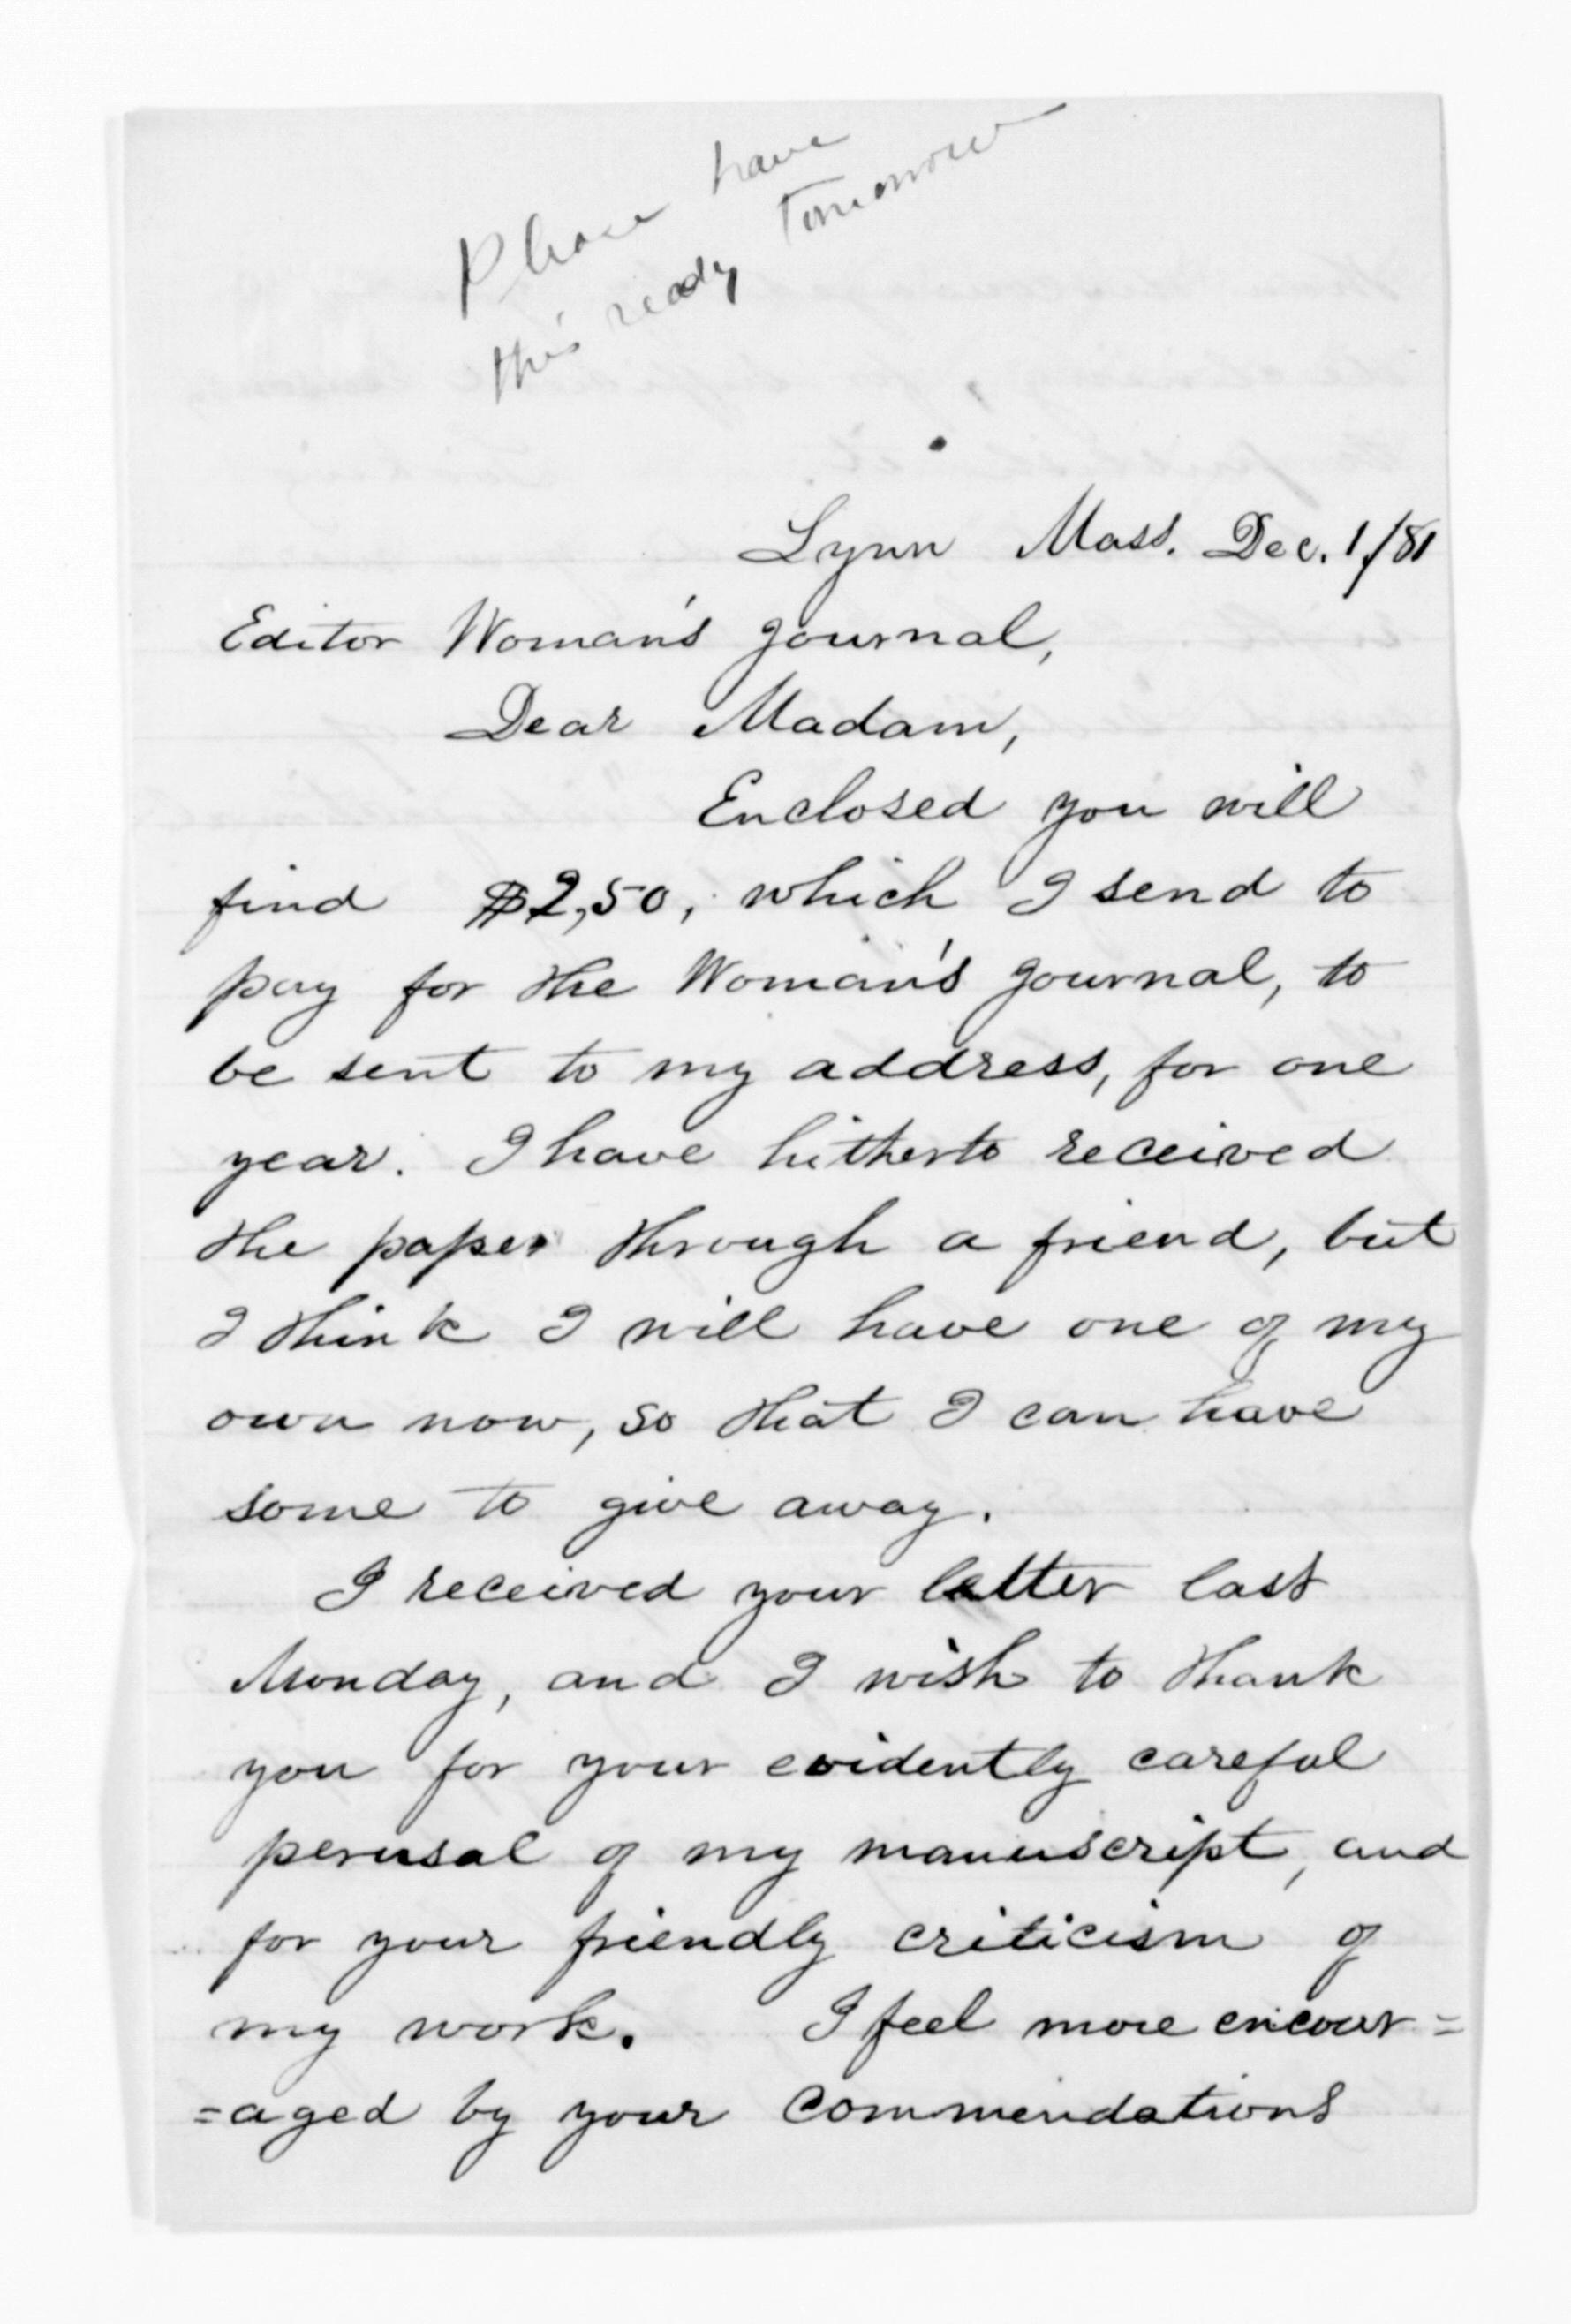 Please have
this ready tomorrow
Lynn Mass. Dec. 1/81
Editor Woman's Journal,
Dear Madam,
Enclosed you will
find $2,50, which I send to
pay for the Woman's Journal, to
be sent to my address, for one
year. I have hitherto received
the paper through a friend, but
I think I will have one of my
own now, so that I can have
some to give away.
I received your letter last
Monday, and I wish to thank
you for your evidently careful
perusal of my manuscript, and
for your friendly criticism of
my work. I feel more encour=
=aged by your commendations